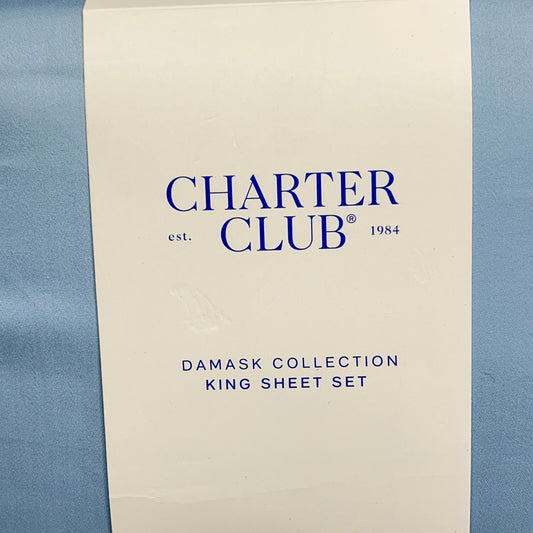 CHARTER
est. CLUB® 1984
DAMASK COLLECTION
KING SHEET SET